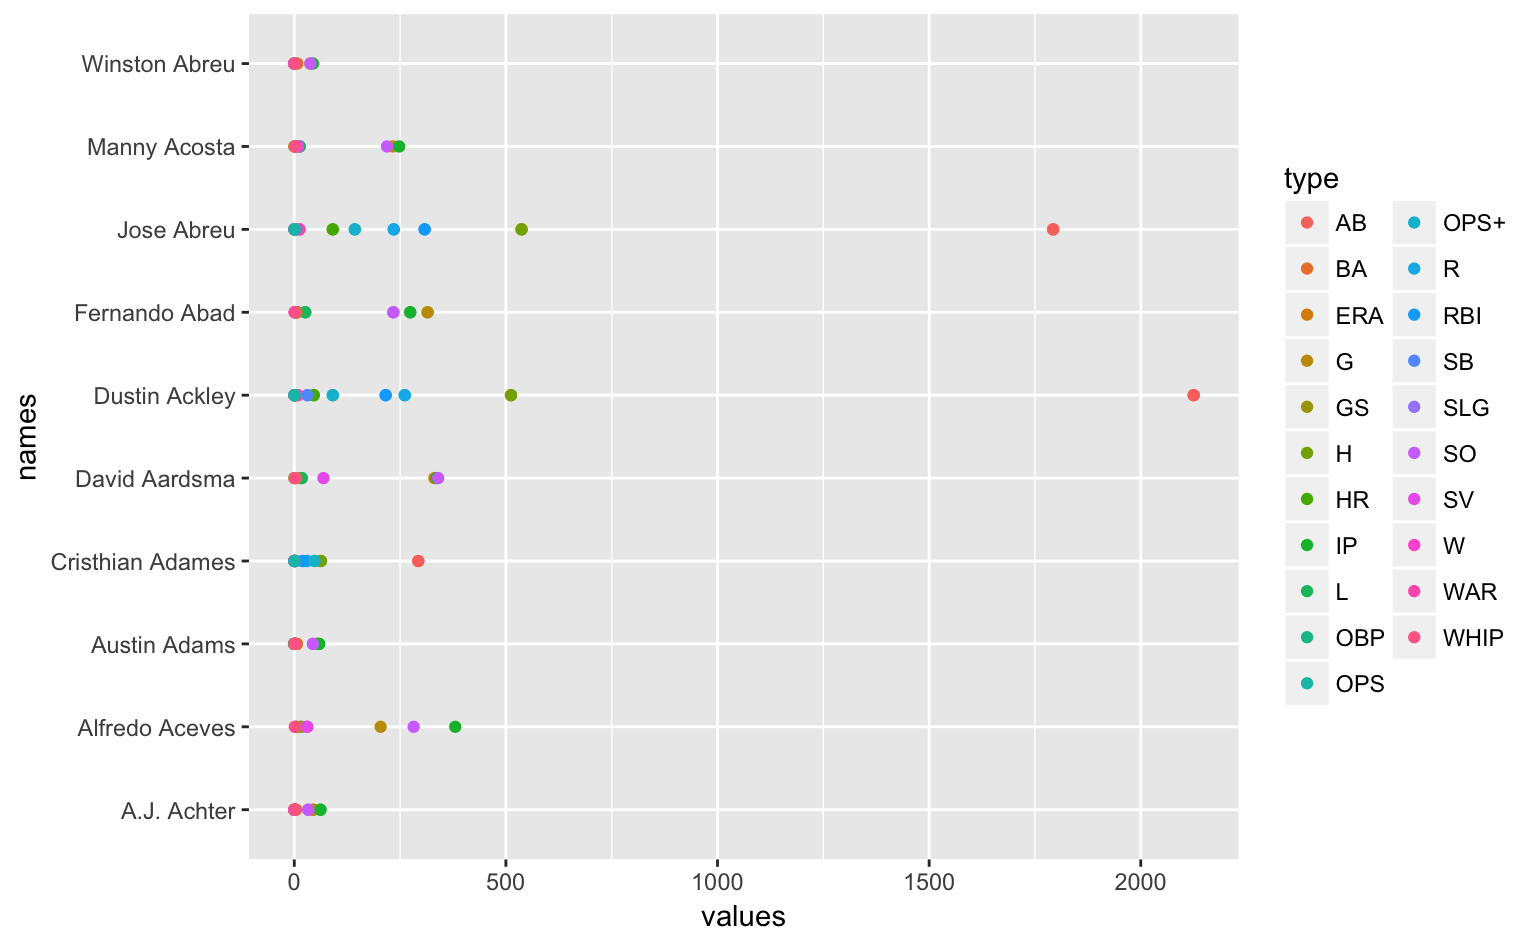 Winston Abreu
Manny Acosta
Jose Abreu
Fernando Abad
Dustin Ackley
David Aardsma
Cristhian Adames
Austin Adams
Alfredo Aceves
A.J. Achter
names
0 500 1000 1500 2000
values
type
AB OPS+
BA R
ERA RBI
G SB
GS SLG
H SO
HR SV
IP W
L WAR
OBP WHIP
OPS